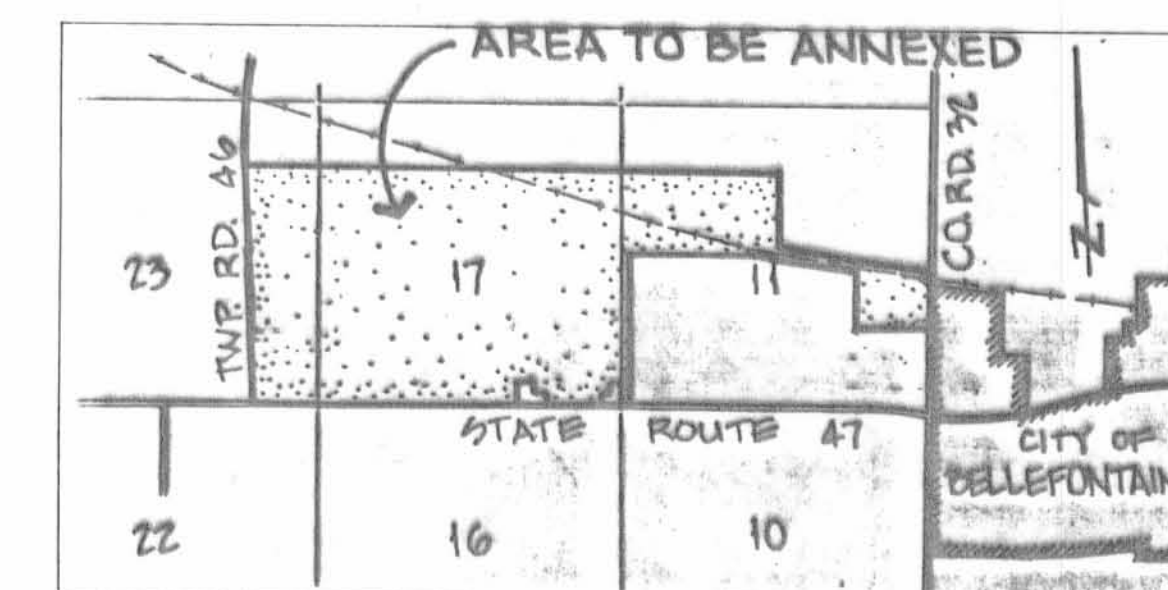 AREA TO BE ANNEXED
TWP. RD. 46
CO. RD. 32
N
23
17
11
STATE ROUTE 47
CITY OF
BELLEFONTAIN
22
16
10